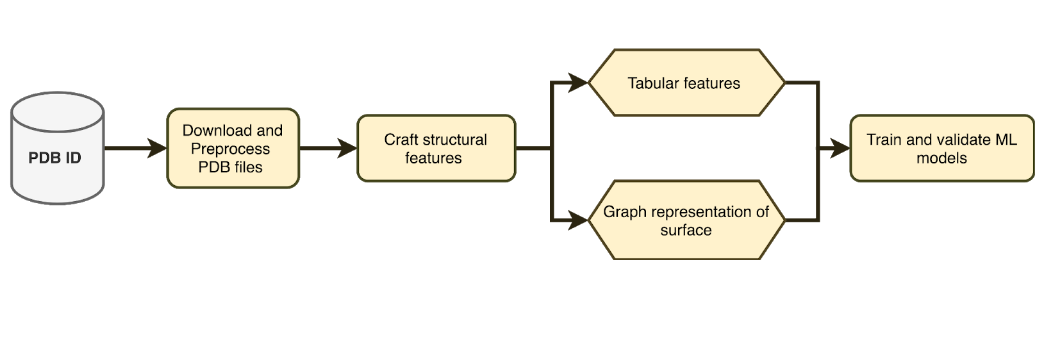 PDB ID
Download and
Preprocess
PDB files
Craft structural
features
Tabular features
Graph representation of
surface
Train and validate ML
models